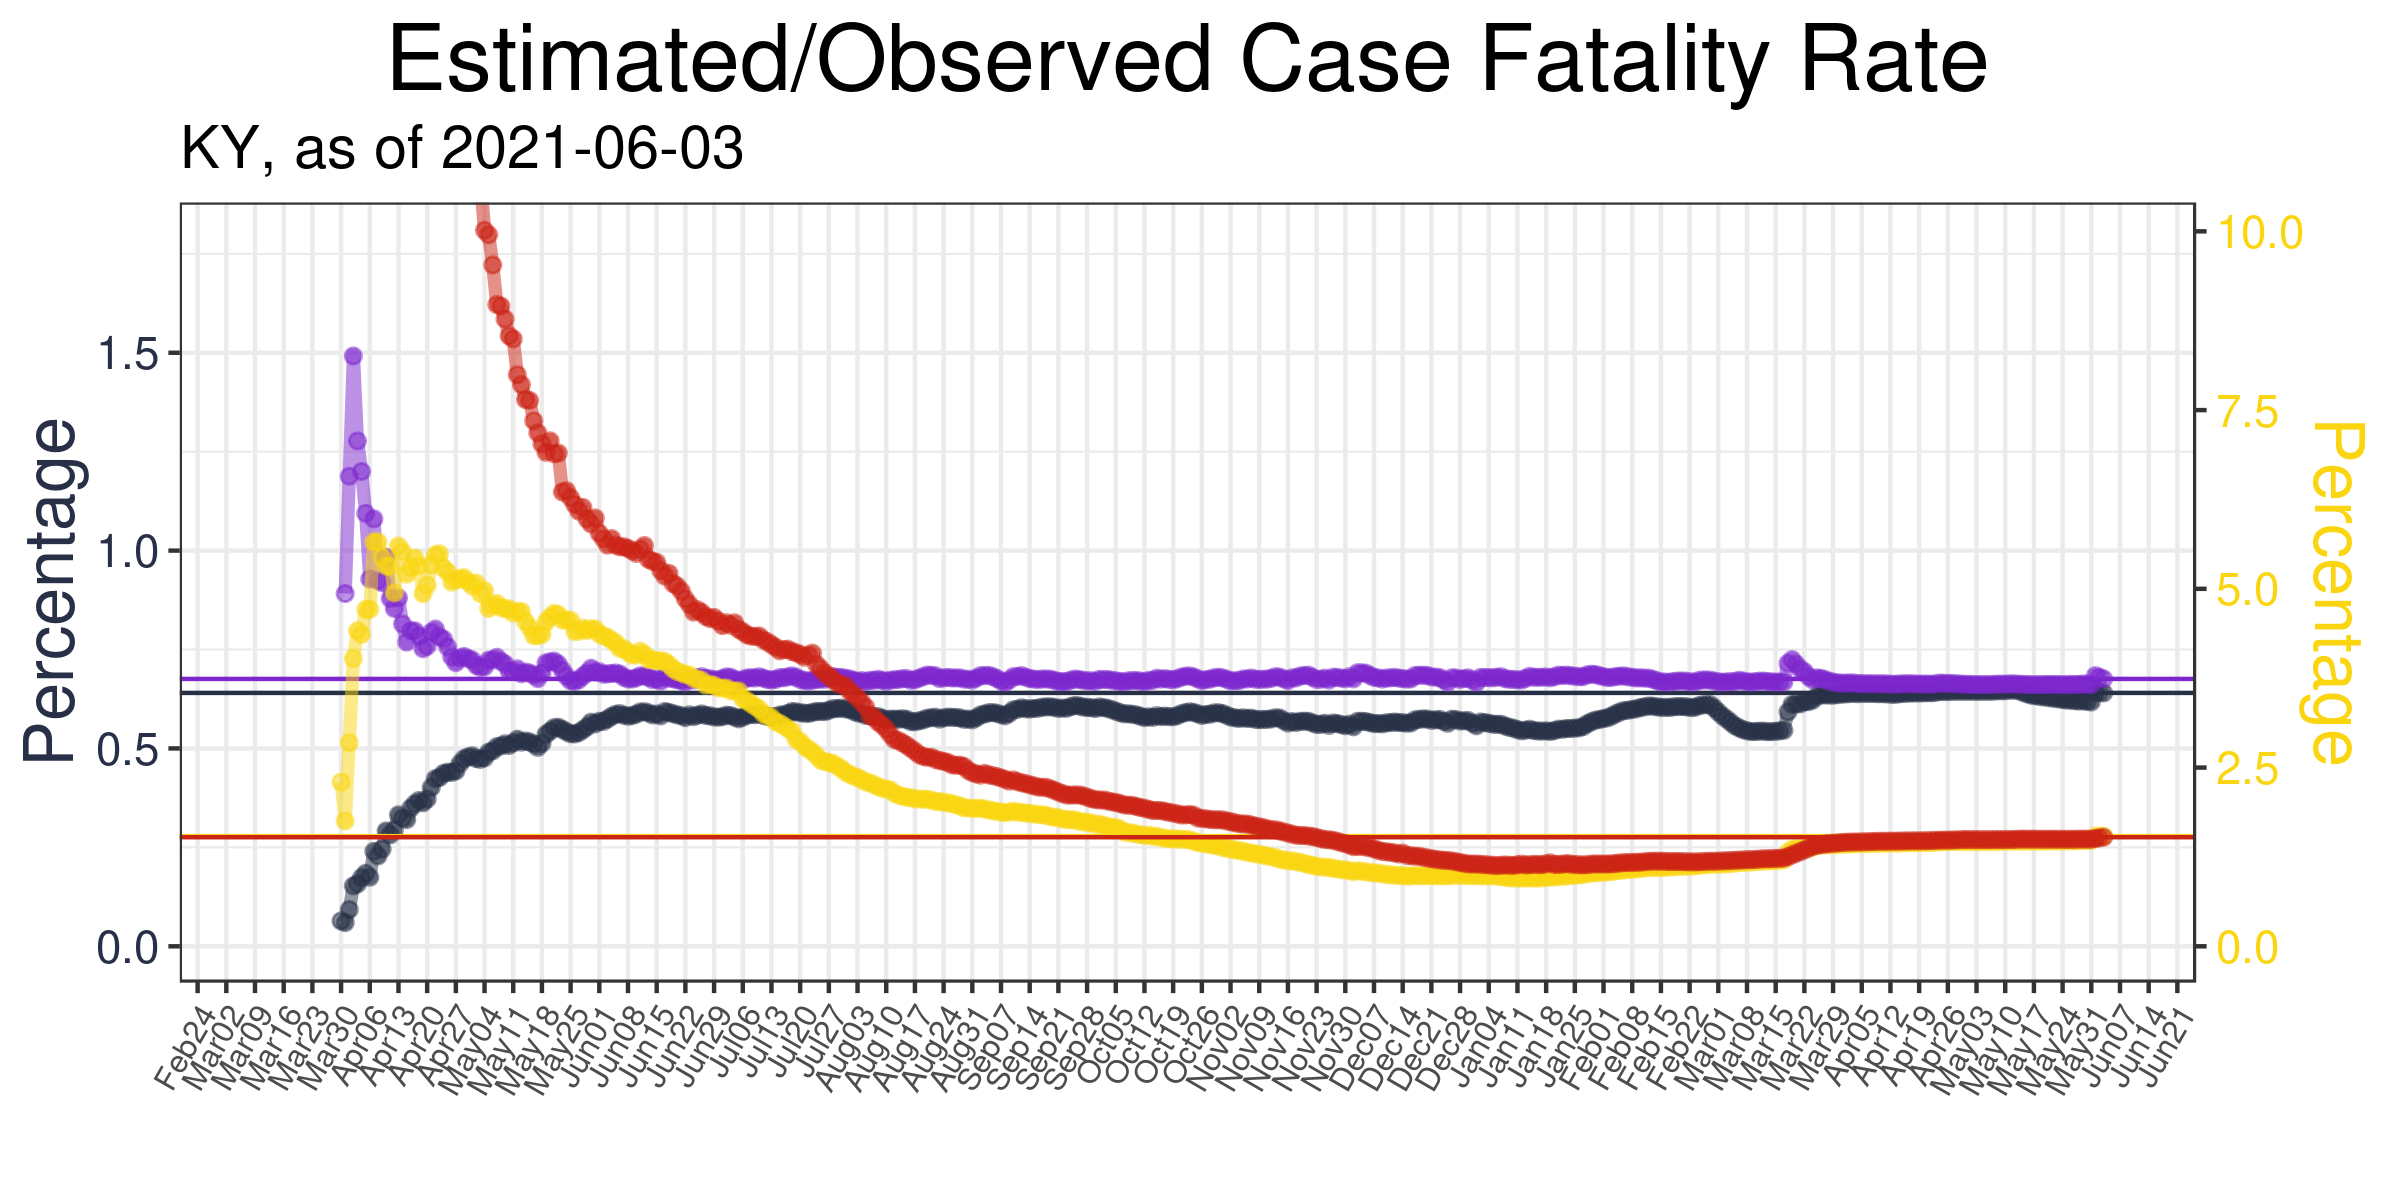 Estimated/Observed Case Fatality Rate
KY, as of 2021-06-03
Percentage
1.5
1.0
0.5
0.0
10.0
7.5
5.0
2.5
0.0
Percentage
Feb24
Mar02
Mar09
Mar16
Mar23
Mar30
Apr06
Apr13
Apr20
Apr27
May04
May11
May18
May25
Jun01
Jun08
Jun15
Jun22
Jun29
Jul06
Jul13
Jul20
Jul27
Aug03
Aug10
Aug17
Aug24
Aug31
Sep07
Sep14
Sep21
Sep28
Oct05
Oct12
Oct19
Oct26
Nov02
Nov09
Nov16
Nov23
Nov30
Dec07
Dec14
Dec21
Dec28
Jan04
Jan11
Jan18
Jan25
Feb01
Feb08
Feb15
Feb22
Mar01
Mar08
Mar15
Mar22
Mar29
Apr05
Apr12
Apr19
Apr26
May03
May10
May17
May24
May31
Jun07
Jun14
Jun21